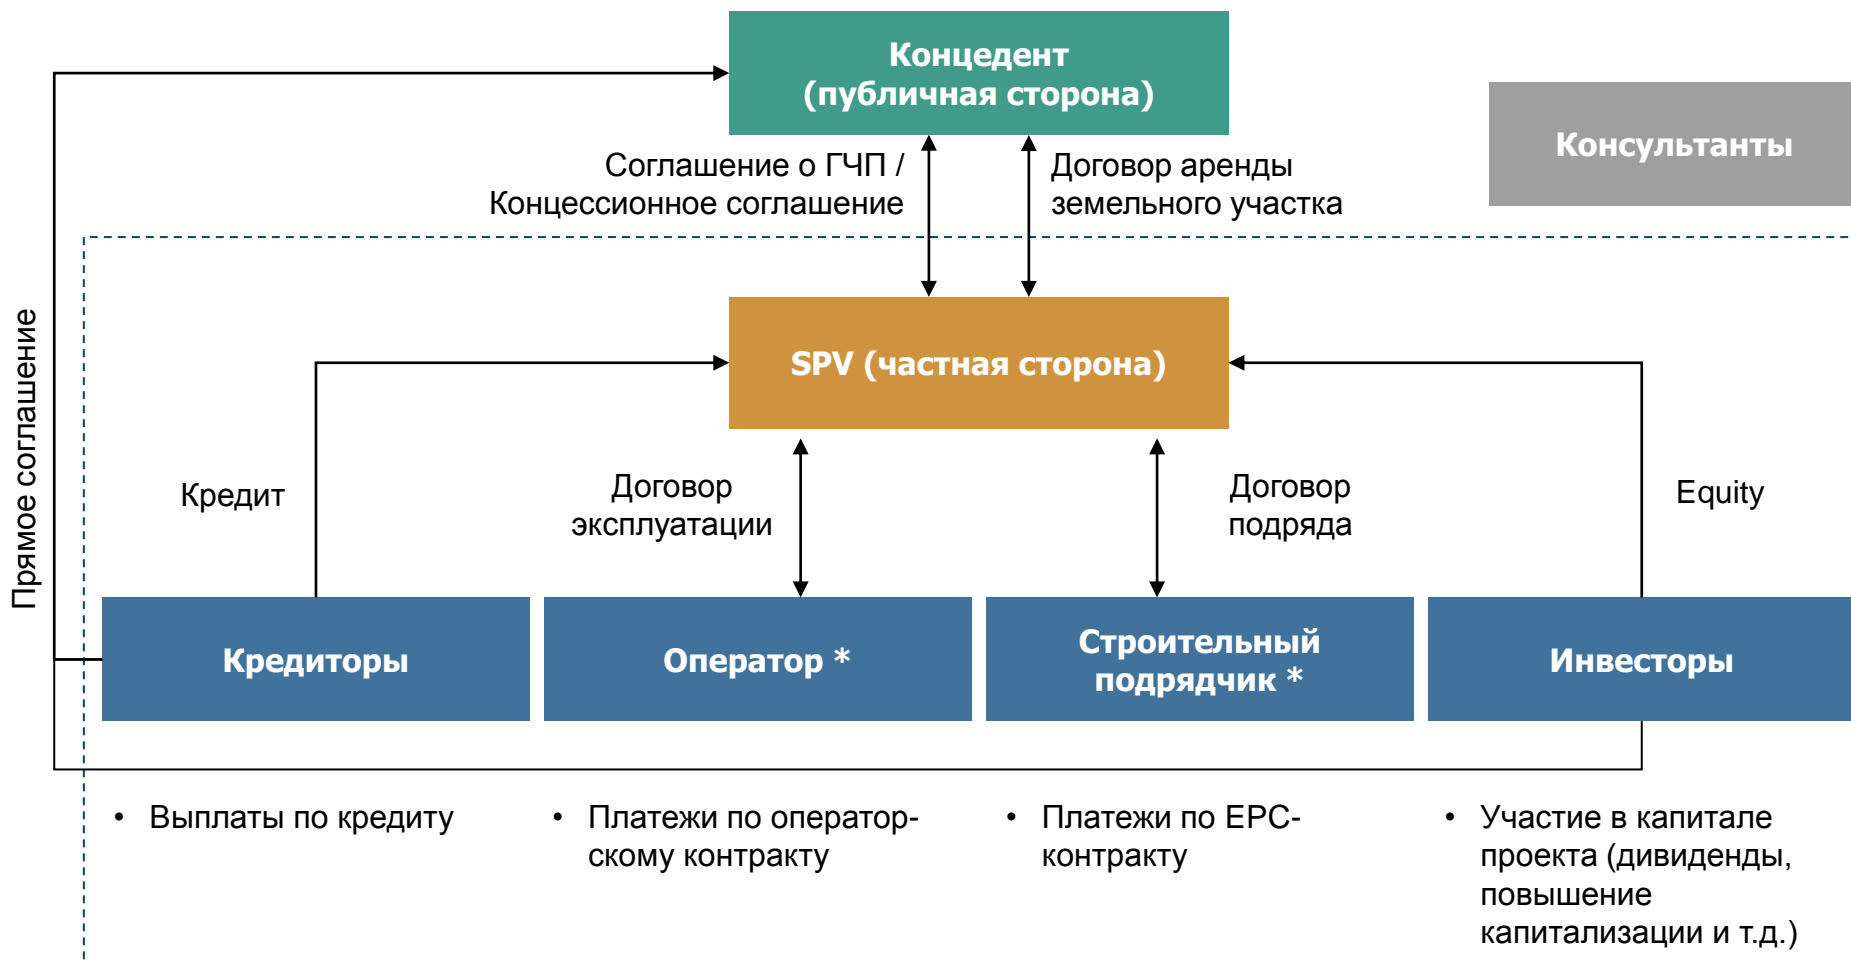 Концедент
(публичная сторона)
Консультанты
Соглашение о ГЧП /
Концессионное соглашение
Договор аренды
земельного участка
Прямое соглашение
SPV (частная сторона)
Кредит
Договор
эксплуатации
Договор
подряда
Equity
Кредиторы
Оператор *
Строительный
подрядчик *
Инвесторы
• Выплаты по кредиту
• Платежи по оператор-
скому контракту
• Платежи по EPC-
контракту
• Участие в капитале
проекта (дивиденды,
повышение
капитализации и т.д.)